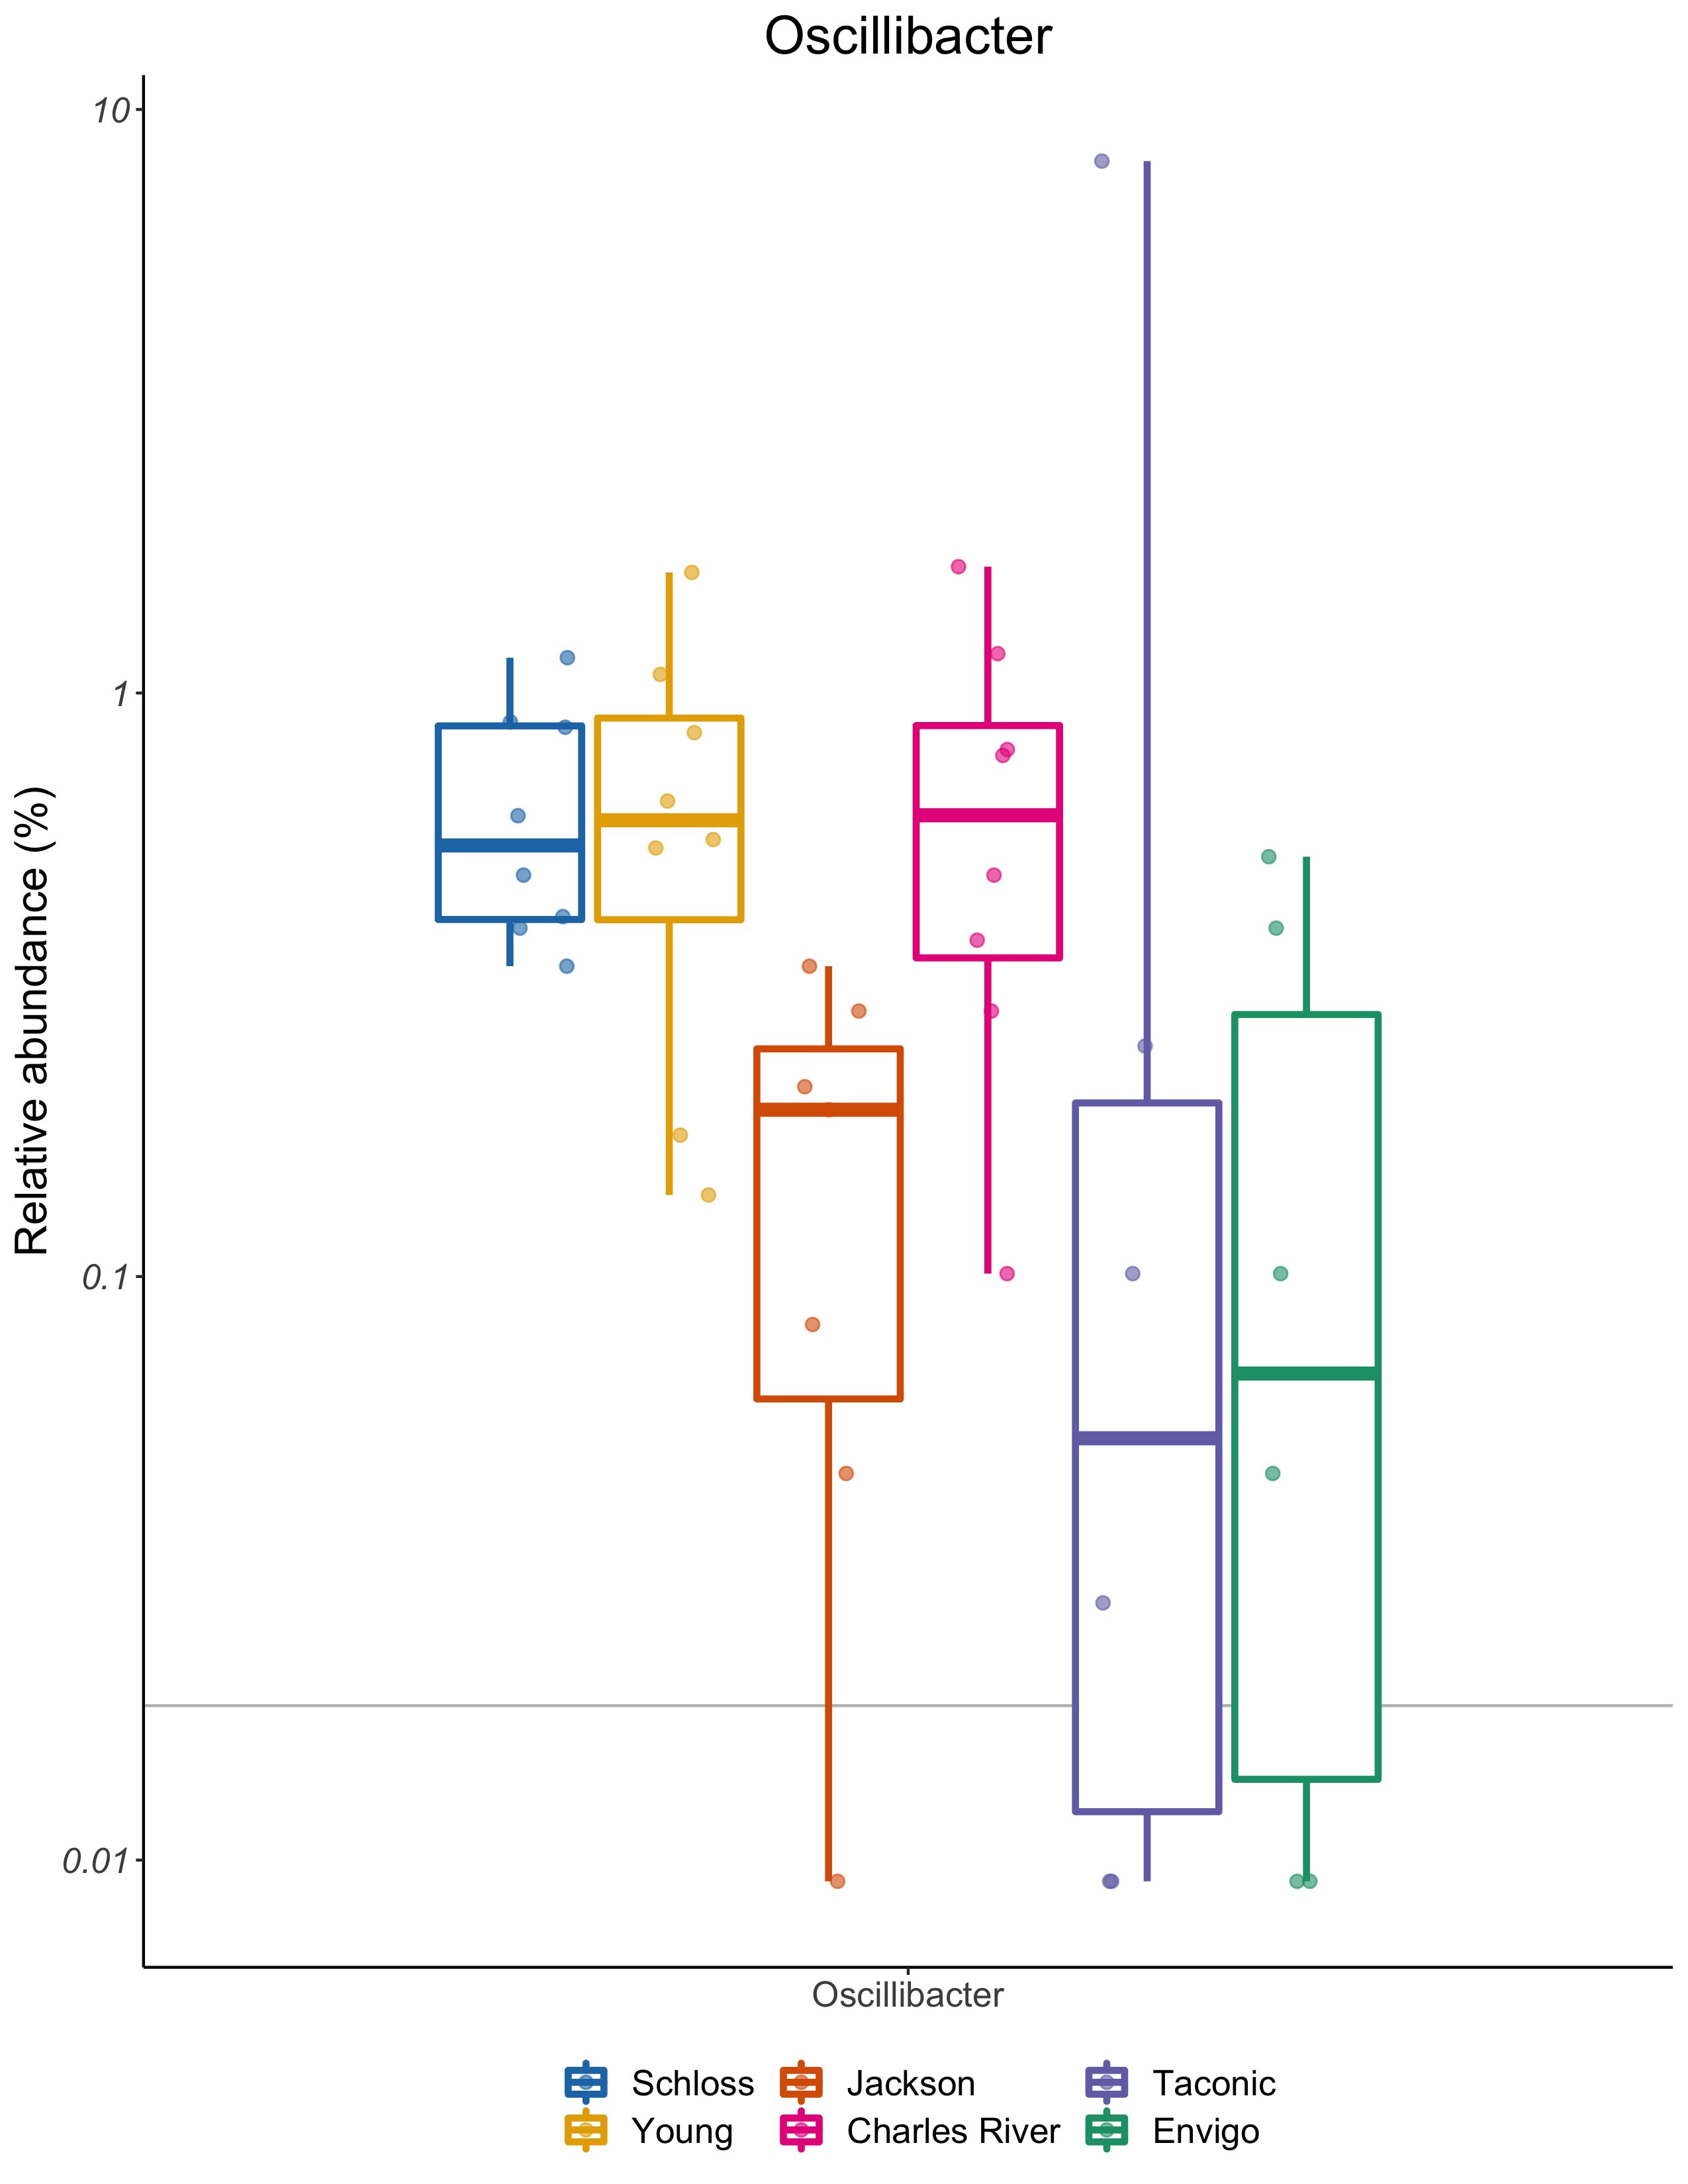 Oscillibacter
10
1
0.1
0.01
Relative abundance (%)
Oscillibacter
Schloss Jackson Taconic
Young Charles River Envigo